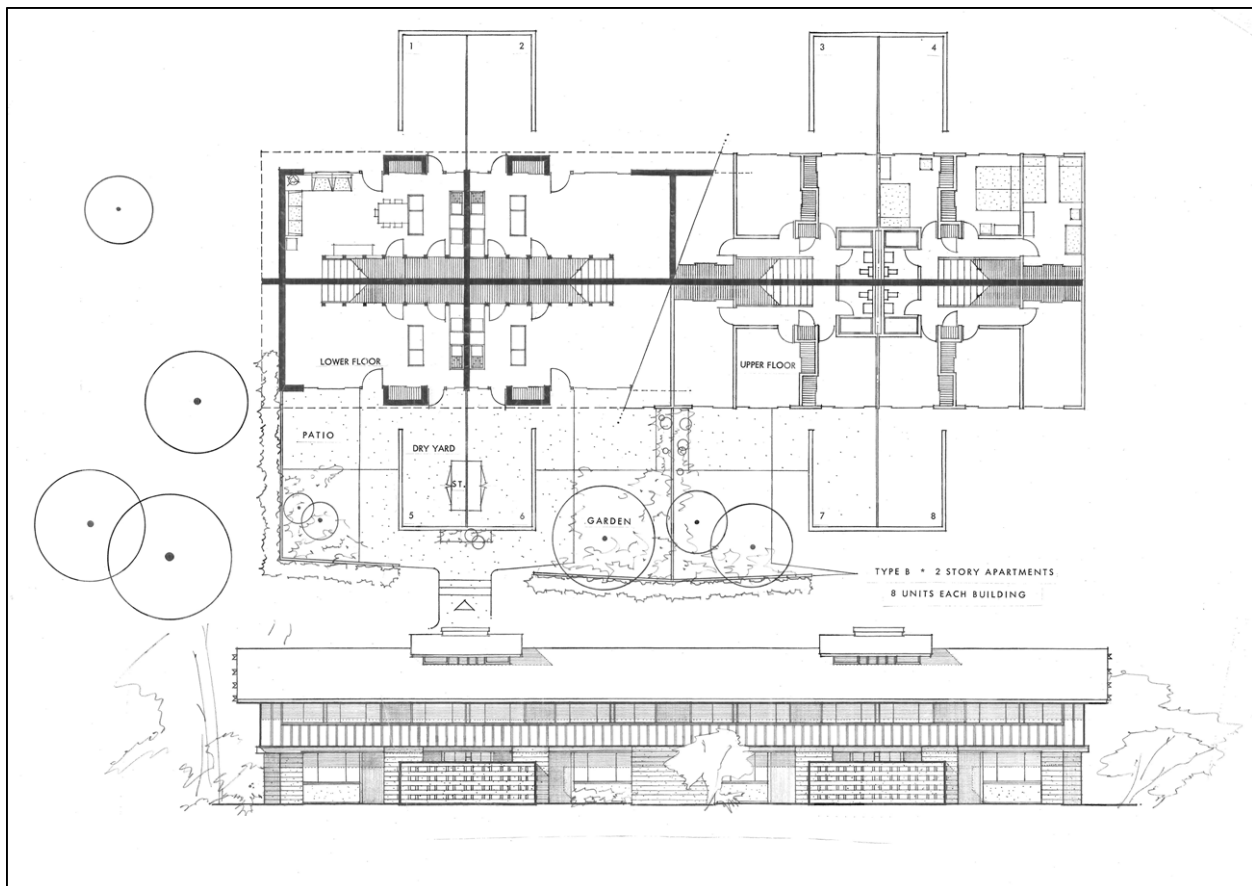 1
2
3
4
LOWER FLOOR
UPPER FLOOR
PATIO
DRY YARD
ST.
5
6
GARDEN
7
8
TYPE B * 2 STORY APARTMENTS
8 UNITS EACH BUILDING